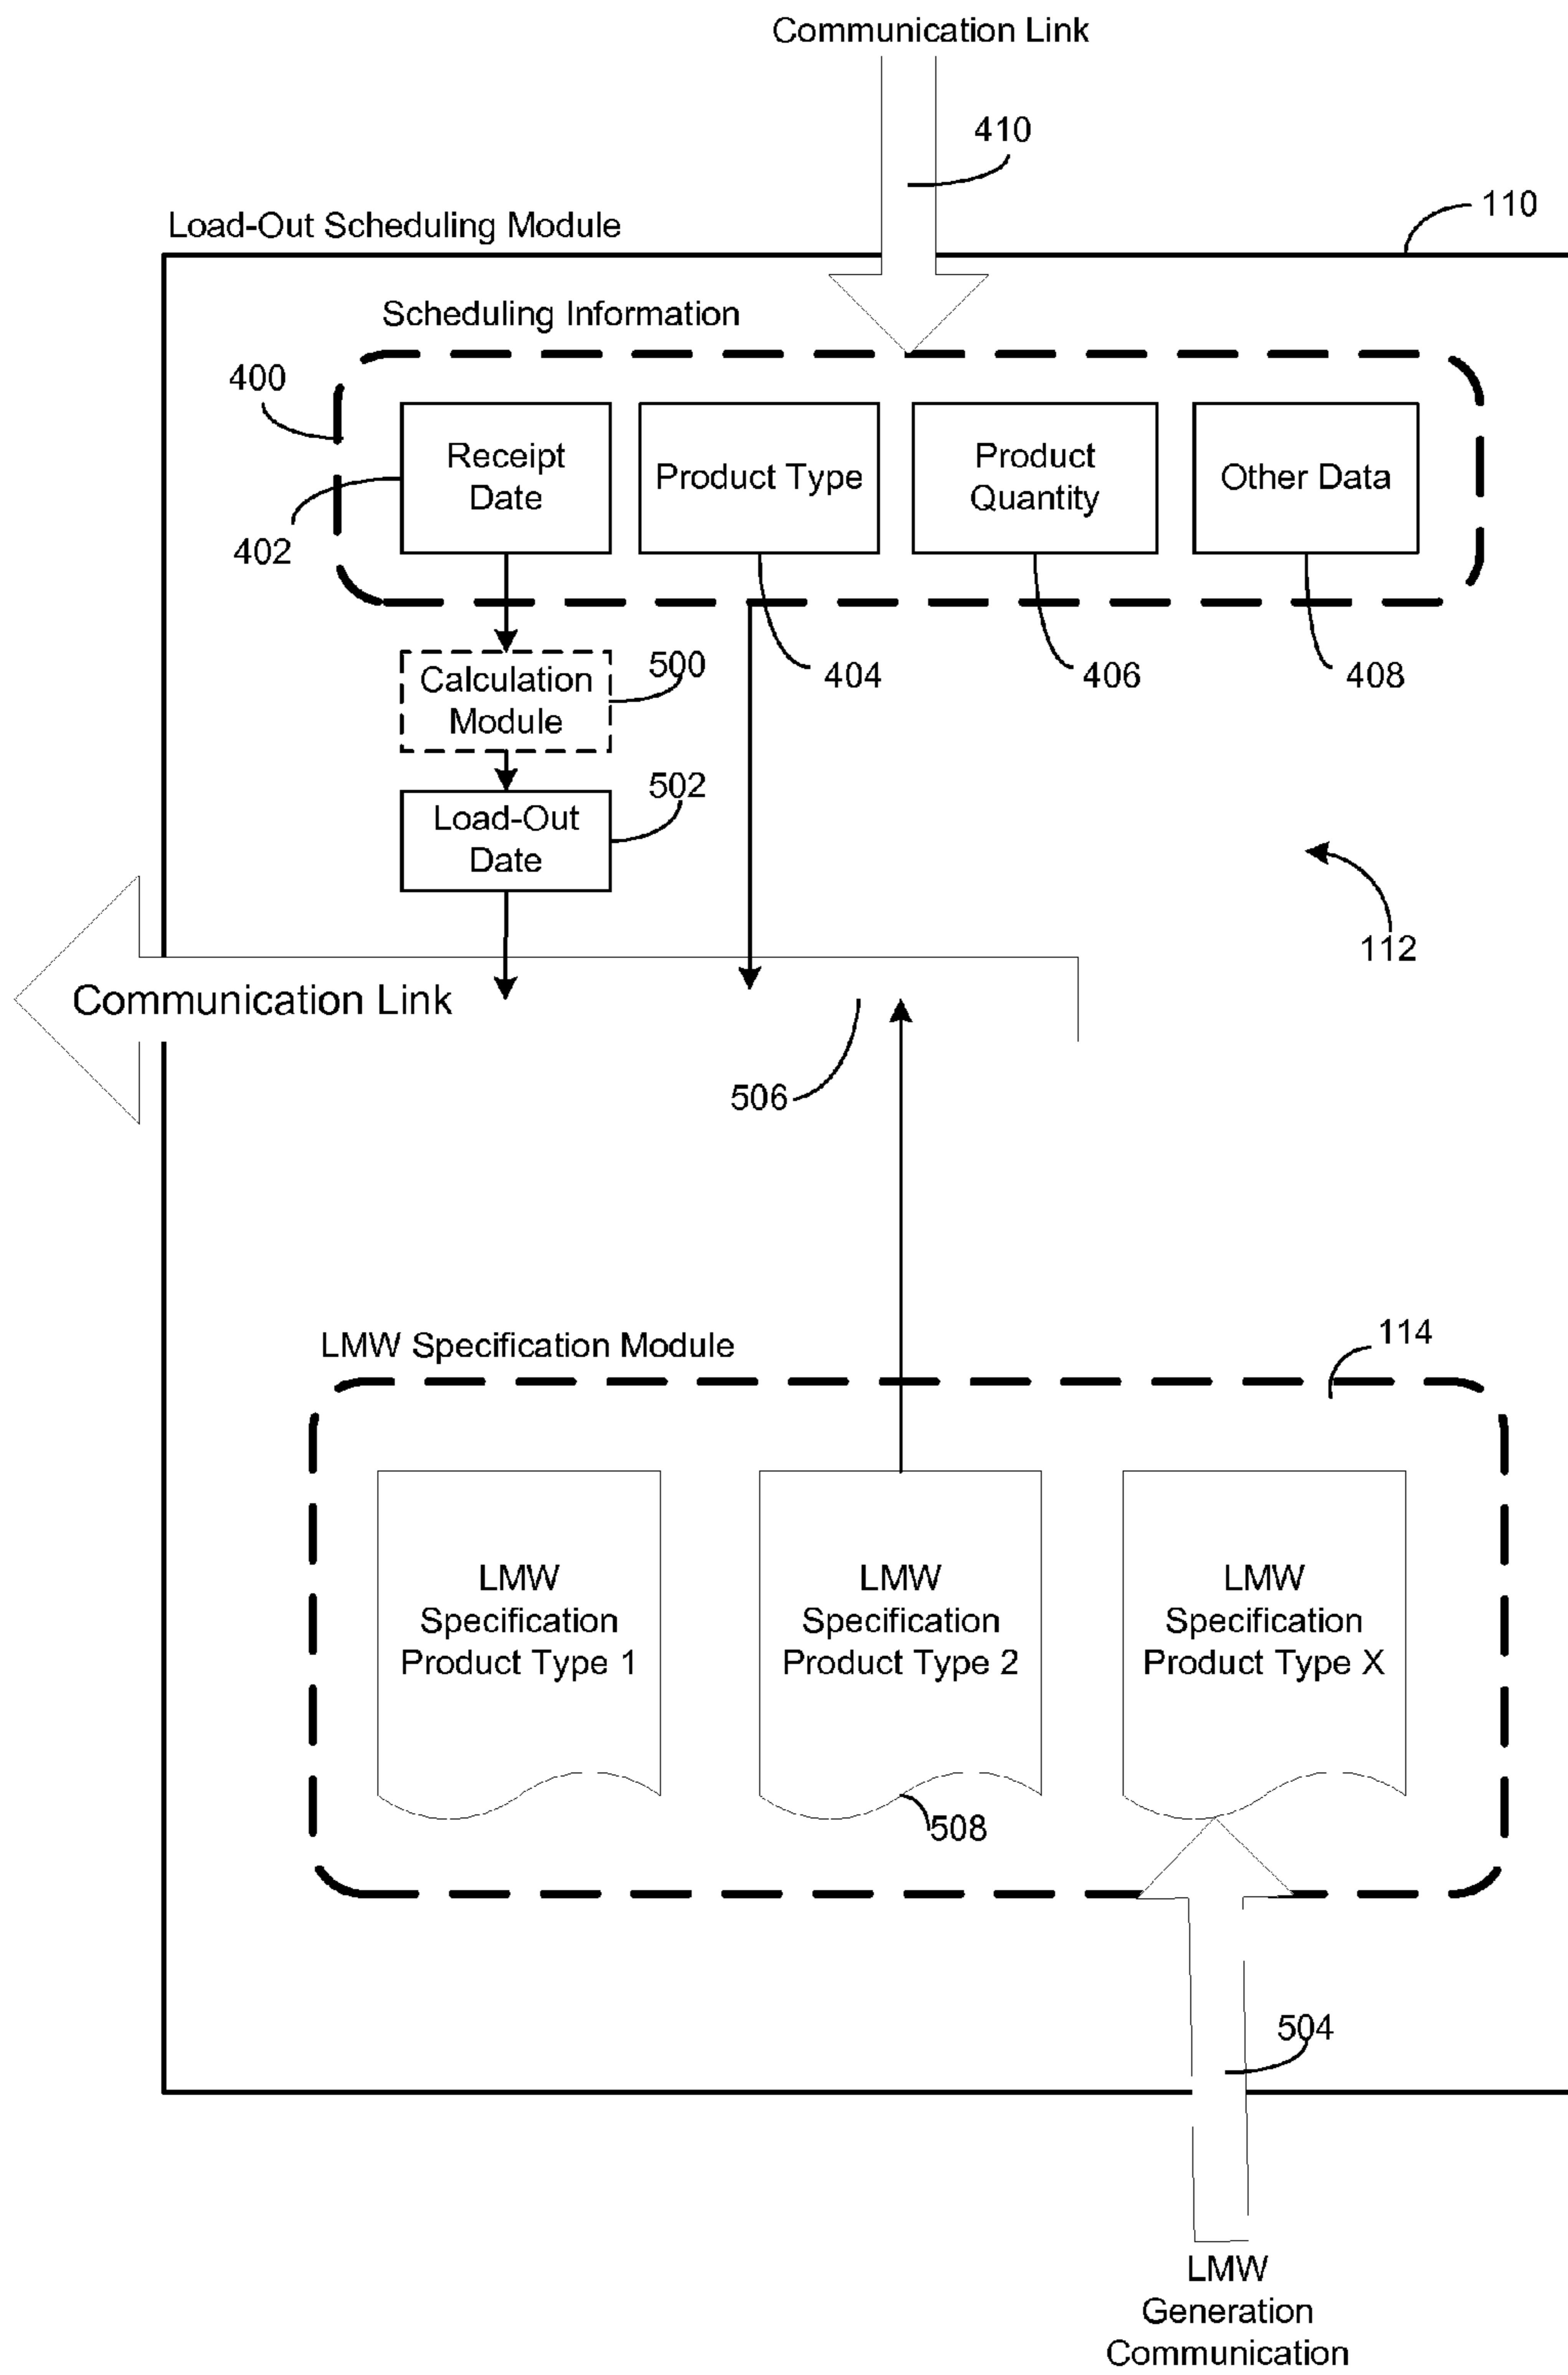 Communication Link
410
110
Load-Out Scheduling Module
Scheduling Information
400
Receipt
Date
Product Type
Product
Quantity
Other Data
402
404
406
408
Calculation
Module
500
Load-Out
Date
502
112
Communication Link
506
LMW Specification Module
114
LMW
Specification
Product Type 1
LMW
Specification
Product Type 2
LMW
Specification
Product Type X
508
504
LMW
Generation
Communication